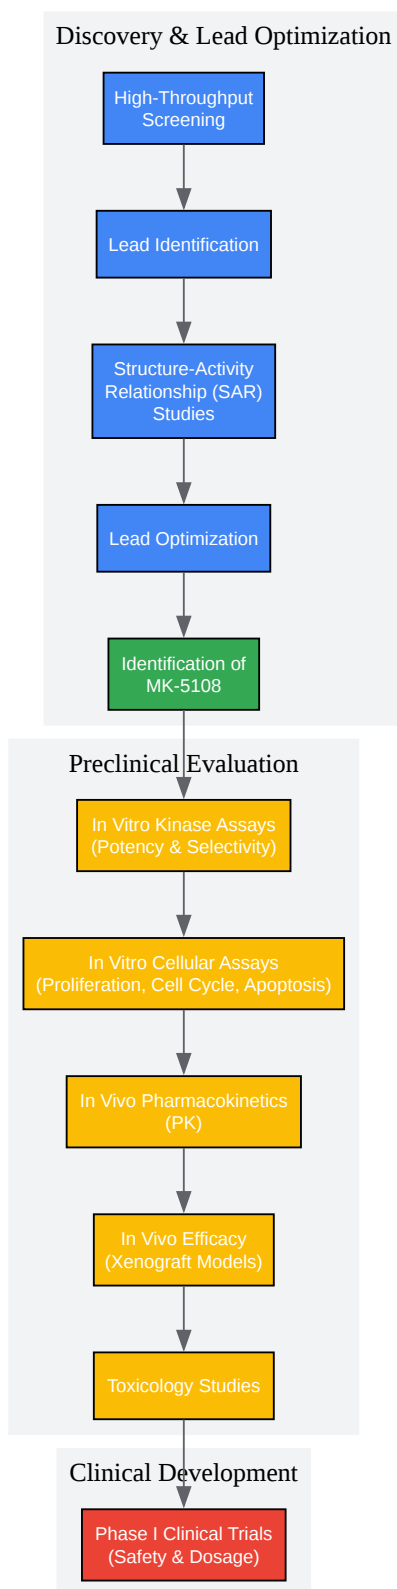 Discovery & Lead Optimization
High-Throughput
Screening
Lead Identification
Structure-Activity
Relationship (SAR)
Studies
Lead Optimization
Identification of
MK-5108
Preclinical Evaluation
In Vitro Kinase Assays
(Potency & Selectivity)
In Vitro Cellular Assays
(Proliferation, Cell Cycle, Apoptosis)
In Vivo Pharmacokinetics
(PK)
In Vivo Efficacy
(Xenograft Models)
Toxicology Studies
Clinical Development
Phase I Clinical Trials
(Safety & Dosage)